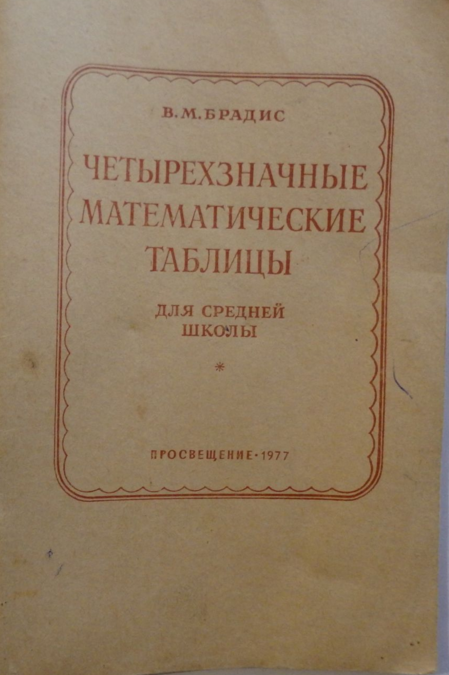 В. М. БРАДИС
ЧЕТЫРЕХЗНАЧНЫЕ
МАТЕМАТИЧЕСКИЕ
ТАБЛИЦЫ
ДЛЯ СРЕДНЕЙ
ШКОЛЫ
*
ПРОСВЕЩЕНИЕ · 1977